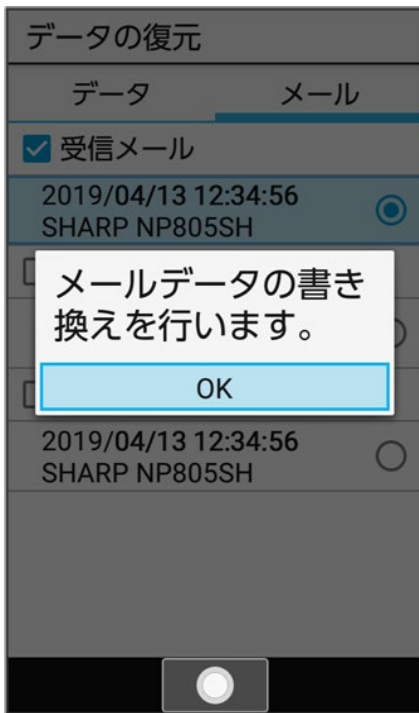 データの復元
データ
メール
受信メール
2019/04/13 12:34:56
SHARP NP805SH
メールデータの書き
換えを行います。
OK
2019/04/13 12:34:56
SHARP NP805SH